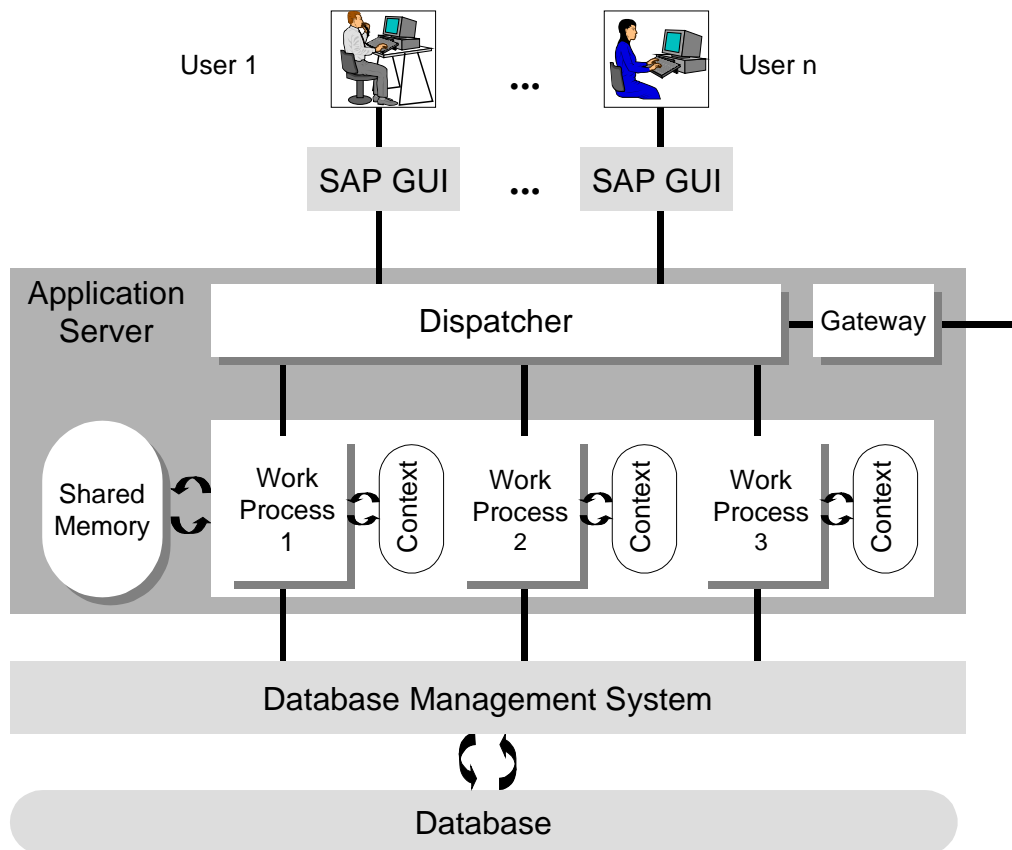 User 1
...
User n
SAP GUI
...
SAP GUI
Application
Server
Dispatcher
Gateway
Shared
Memory
Work
Process
1
Context
Work
Process
2
Context
Work
Process
3
Context
Database Management System
Database